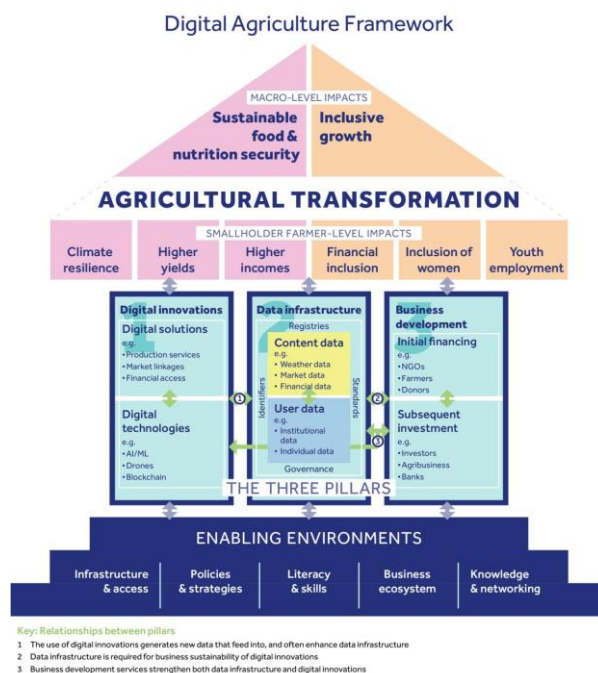 Digital Agriculture Framework
MACRO-LEVEL IMPACTS
Sustainable
food &
nutrition security
Inclusive
growth
AGRICULTURAL TRANSFORMATION
SMALLHOLDER FARMER-LEVEL IMPACTS
Climate
resilience
Higher
yields
Higher
incomes
Financial
inclusion
Inclusion of
women
Youth
employment
1
Digital innovations
Digital solutions
e.g.
•Production services
•Market linkages
•Financial access
Digital
technologies
e.g.
•AI/ML
•Drones
•Blockchain
1
2
Data infrastructure
Registries
Identifiers
Content data
e.g.
• Weather data
• Market data
• Financial data
User data
e.g.
• Institutional
data
• Individual data
Standards
Governance
2
3
3
Business
development
Initial financing
e.g.
•NGOs
•Farmers
•Donors
Subsequent
investment
e.g.
•Investors
•Agribusiness
•Banks
THE THREE PILLARS
ENABLING ENVIRONMENTS
Infrastructure
& access
Policies
& strategies
Literacy
& skills
Business
ecosystem
Knowledge
& networking
Key: Relationships between pillars
1 The use of digital innovations generates new data that feed into, and often enhance data infrastructure
2 Data infrastructure is required for business sustainability of digital innovations
3 Business development services strengthen both data infrastructure and digital innovations